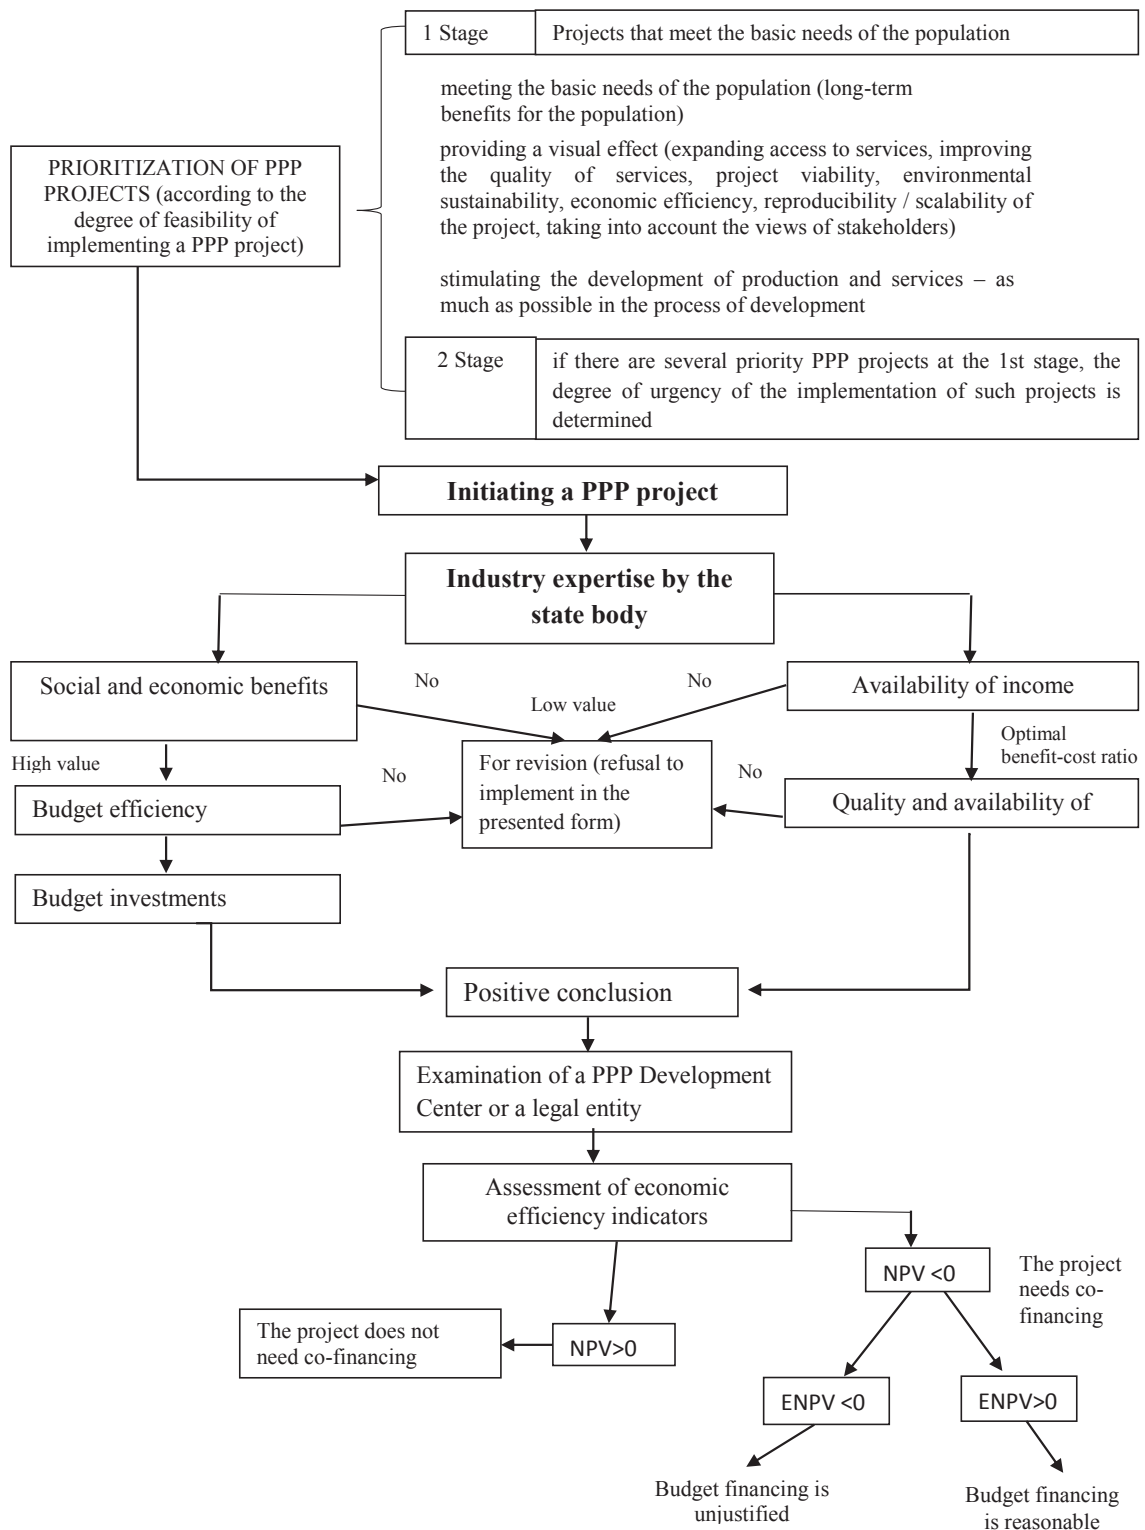 1 Stage
Projects that meet the basic needs of the population
meeting the basic needs of the population (long-term
benefits for the population)
providing a visual effect (expanding access to services, improving
the quality of services, project viability, environmental
sustainability, economic efficiency, reproducibility / scalability of
the project, taking into account the views of stakeholders)
stimulating the development of production and services – as
much as possible in the process of development
PRIORITIZATION OF PPP
PROJECTS (according to the
degree of feasibility of
implementing a PPP project)
2 Stage
if there are several priority PPP projects at the 1st stage, the
degree of urgency of the implementation of such projects is
determined
Initiating a PPP project
Industry expertise by the
state body
Social and economic benefits
No
Low value
No
Availability of income
High value
No
For revision (refusal to
implement in the
presented form)
No
Optimal
benefit-cost ratio
Budget efficiency
Quality and availability of
Budget investments
Positive conclusion
Examination of a PPP Development
Center or a legal entity
Assessment of economic
efficiency indicators
NPV <0
The project
needs co-
financing
The project does not
need co-financing
NPV>0
ENPV <0
ENPV>0
Budget financing is
unjustified
Budget financing
is reasonable